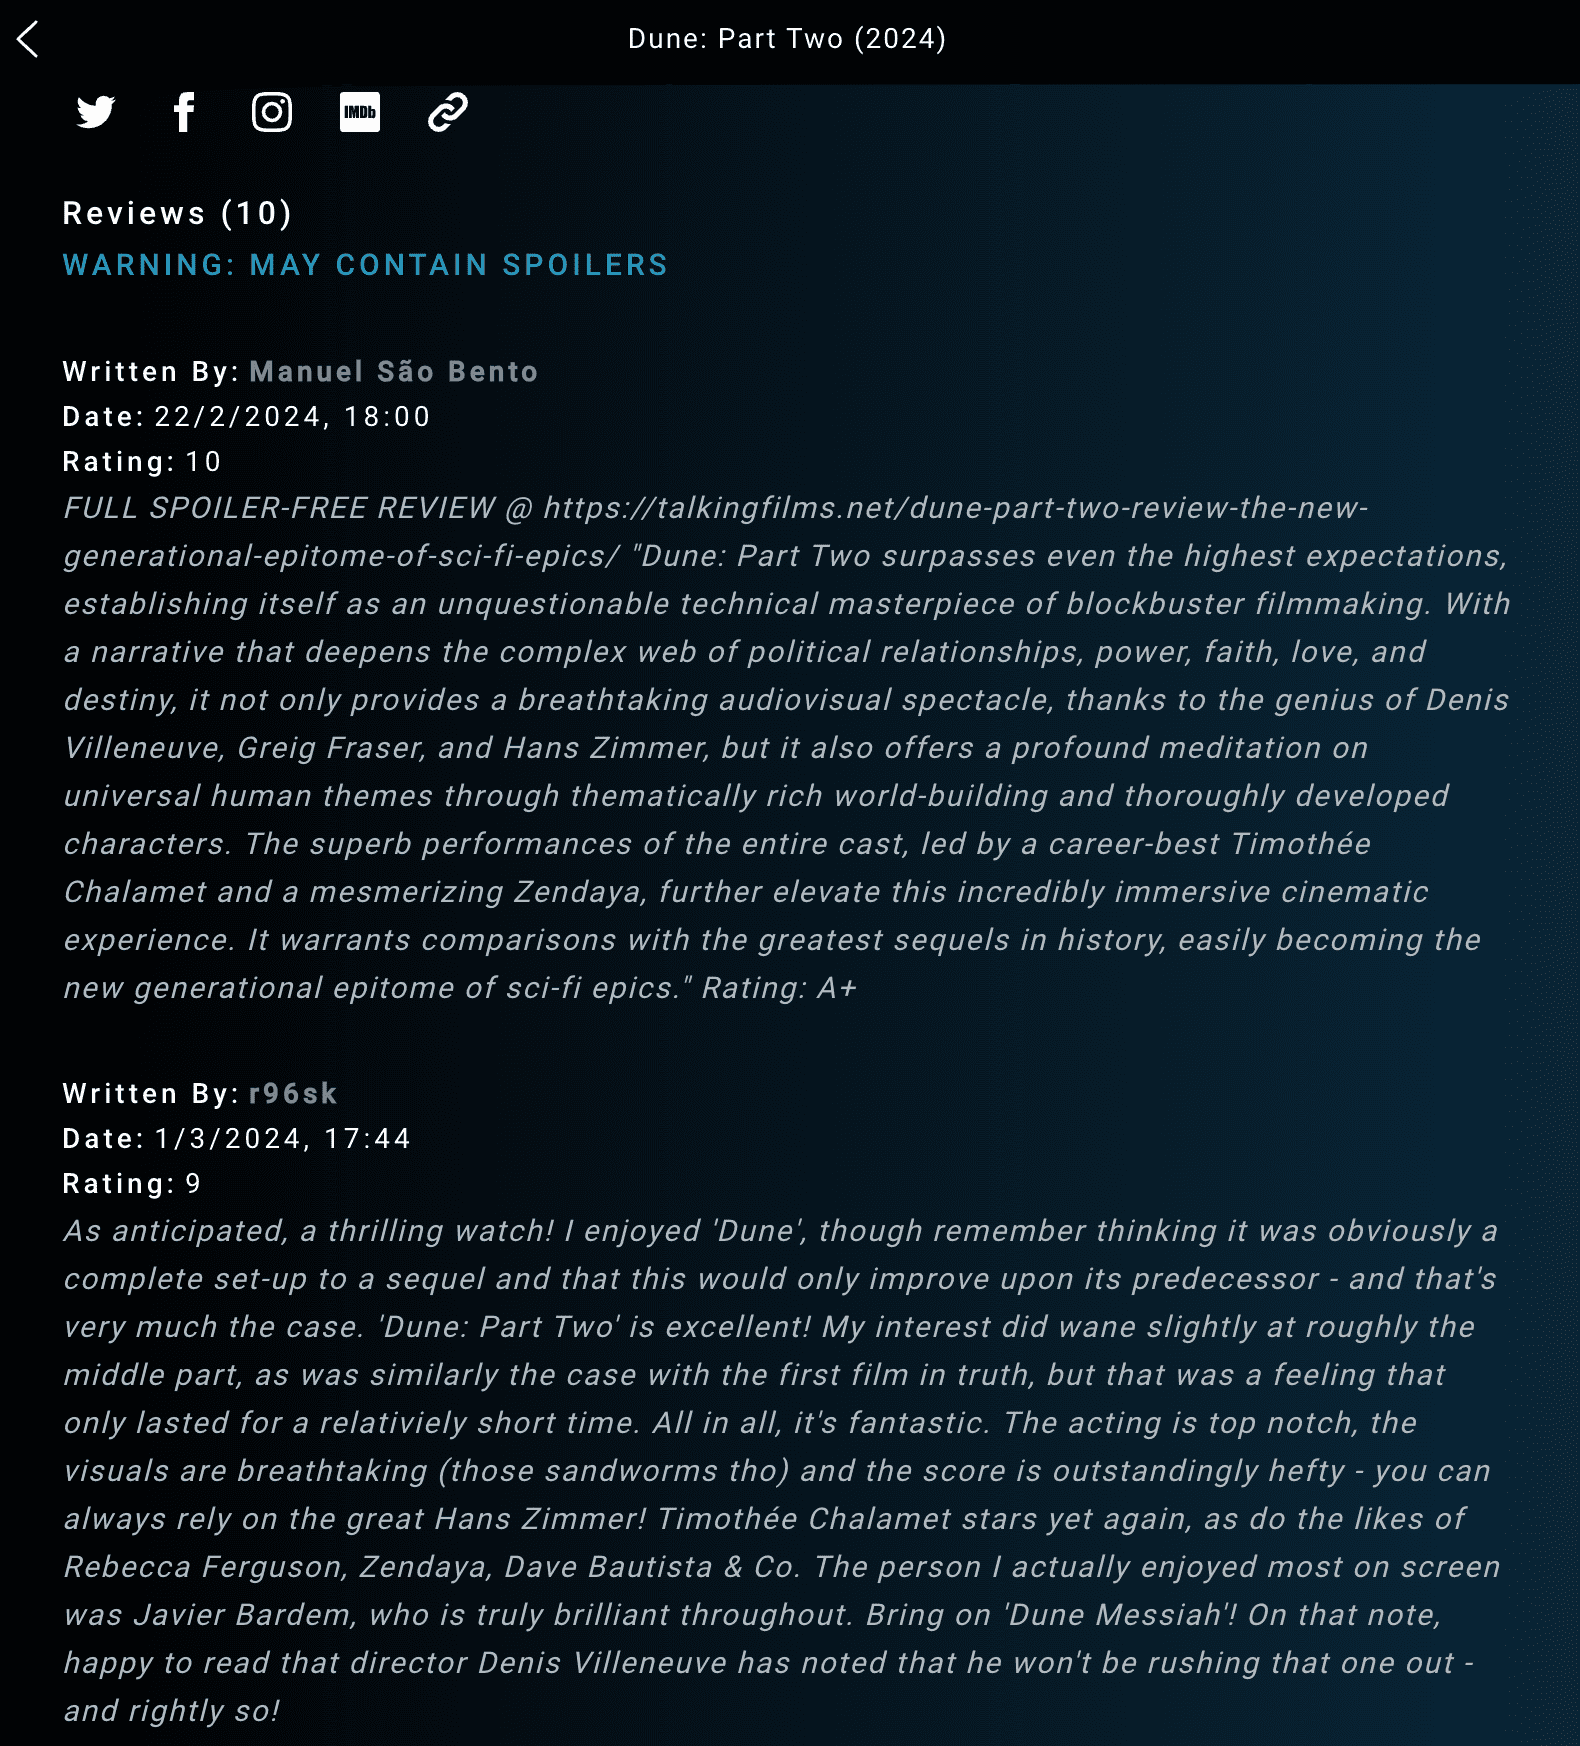 Dune: Part Two (2024)
IMDb
Reviews (10)
WARNING: MAY CONTAIN SPOILERS
Written By: Manuel São Bento
Date: 22/2/2024, 18:00
Rating: 10
FULL SPOILER-FREE REVIEW @ https://talkingfilms.net/dune-part-two-review-the-new-
generational-epitome-of-sci-fi-epics/ "Dune: Part Two surpasses even the highest expectations,
establishing itself as an unquestionable technical masterpiece of blockbuster filmmaking. With
a narrative that deepens the complex web of political relationships, power, faith, love, and
destiny, it not only provides a breathtaking audiovisual spectacle, thanks to the genius of Denis
Villeneuve, Greig Fraser, and Hans Zimmer, but it also offers a profound meditation on
universal human themes through thematically rich world-building and thoroughly developed
characters. The superb performances of the entire cast, led by a career-best Timothée
Chalamet and a mesmerizing Zendaya, further elevate this incredibly immersive cinematic
experience. It warrants comparisons with the greatest sequels in history, easily becoming the
new generational epitome of sci-fi epics." Rating: A+
Written By: r96sk
Date: 1/3/2024, 17:44
Rating: 9
As anticipated, a thrilling watch! I enjoyed 'Dune', though remember thinking it was obviously a
complete set-up to a sequel and that this would only improve upon its predecessor - and that's
very much the case. 'Dune: Part Two' is excellent! My interest did wane slightly at roughly the
middle part, as was similarly the case with the first film in truth, but that was a feeling that
only lasted for a relativiely short time. All in all, it's fantastic. The acting is top notch, the
visuals are breathtaking (those sandworms tho) and the score is outstandingly hefty - you can
always rely on the great Hans Zimmer! Timothée Chalamet stars yet again, as do the likes of
Rebecca Ferguson, Zendaya, Dave Bautista & Co. The person I actually enjoyed most on screen
was Javier Bardem, who is truly brilliant throughout. Bring on 'Dune Messiah'! On that note,
happy to read that director Denis Villeneuve has noted that he won't be rushing that one out -
and rightly so!